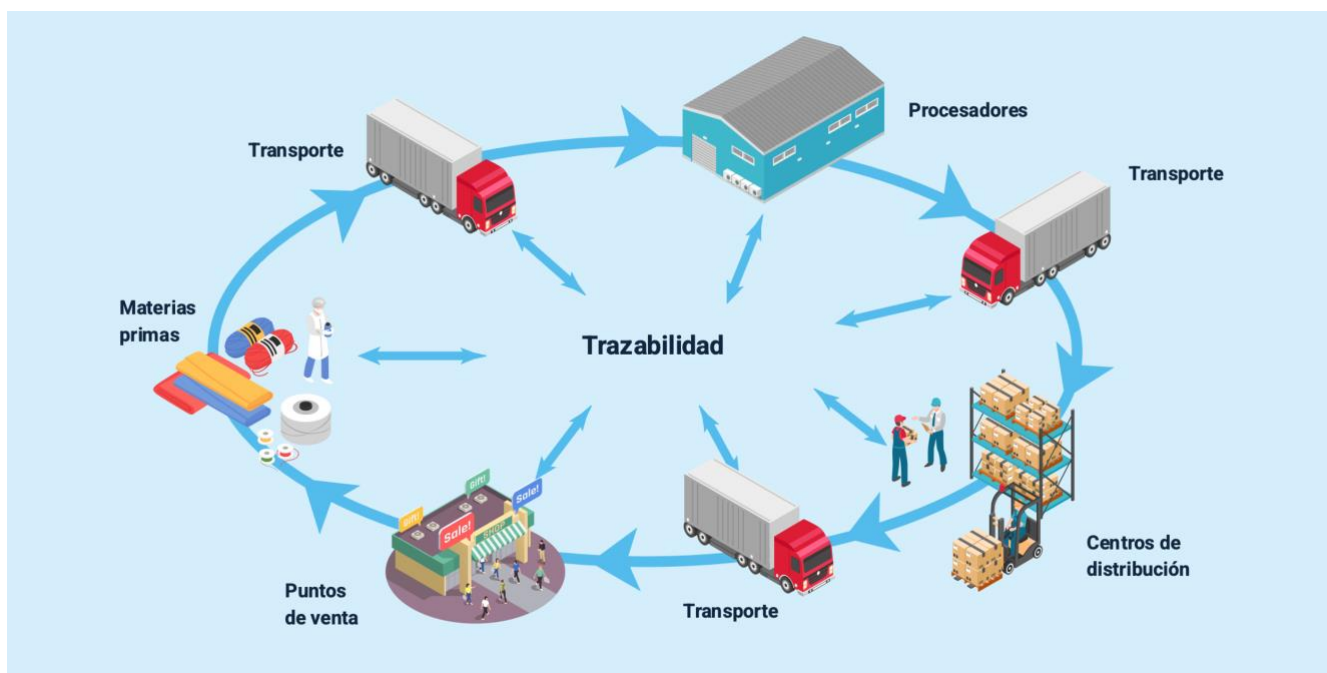 Procesadores
Transporte
Transporte
Materias
primas
Trazabilidad
Gift!
Sale!
Gift!
Sale!
SHOP
Centros de
distribución
Puntos
de venta
Transporte